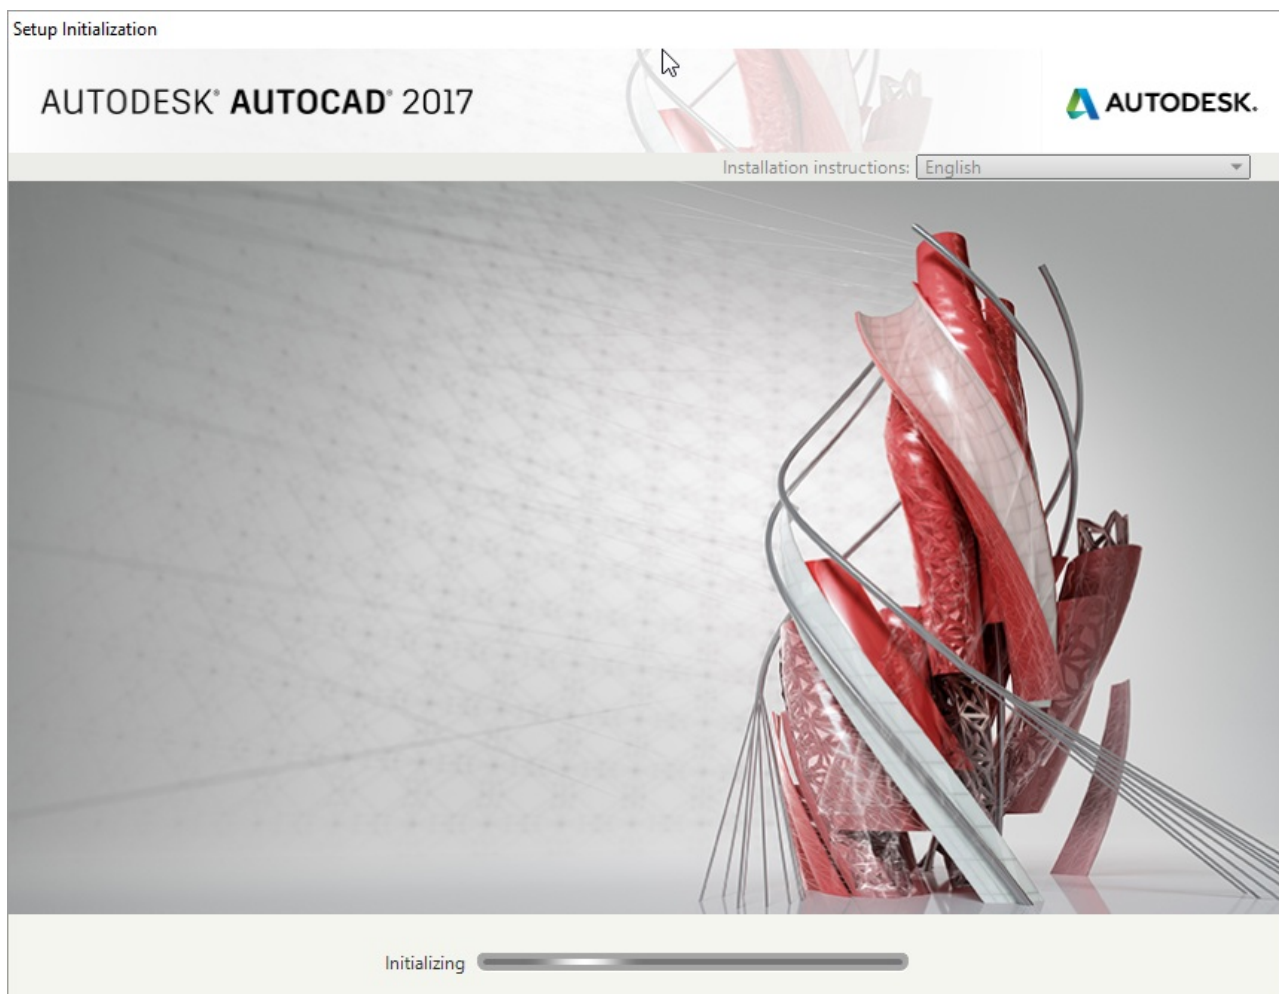 Setup Initialization
AUTODESK® AUTOCAD® 2017
AUTODESK.
Installation instructions: English
Initializing